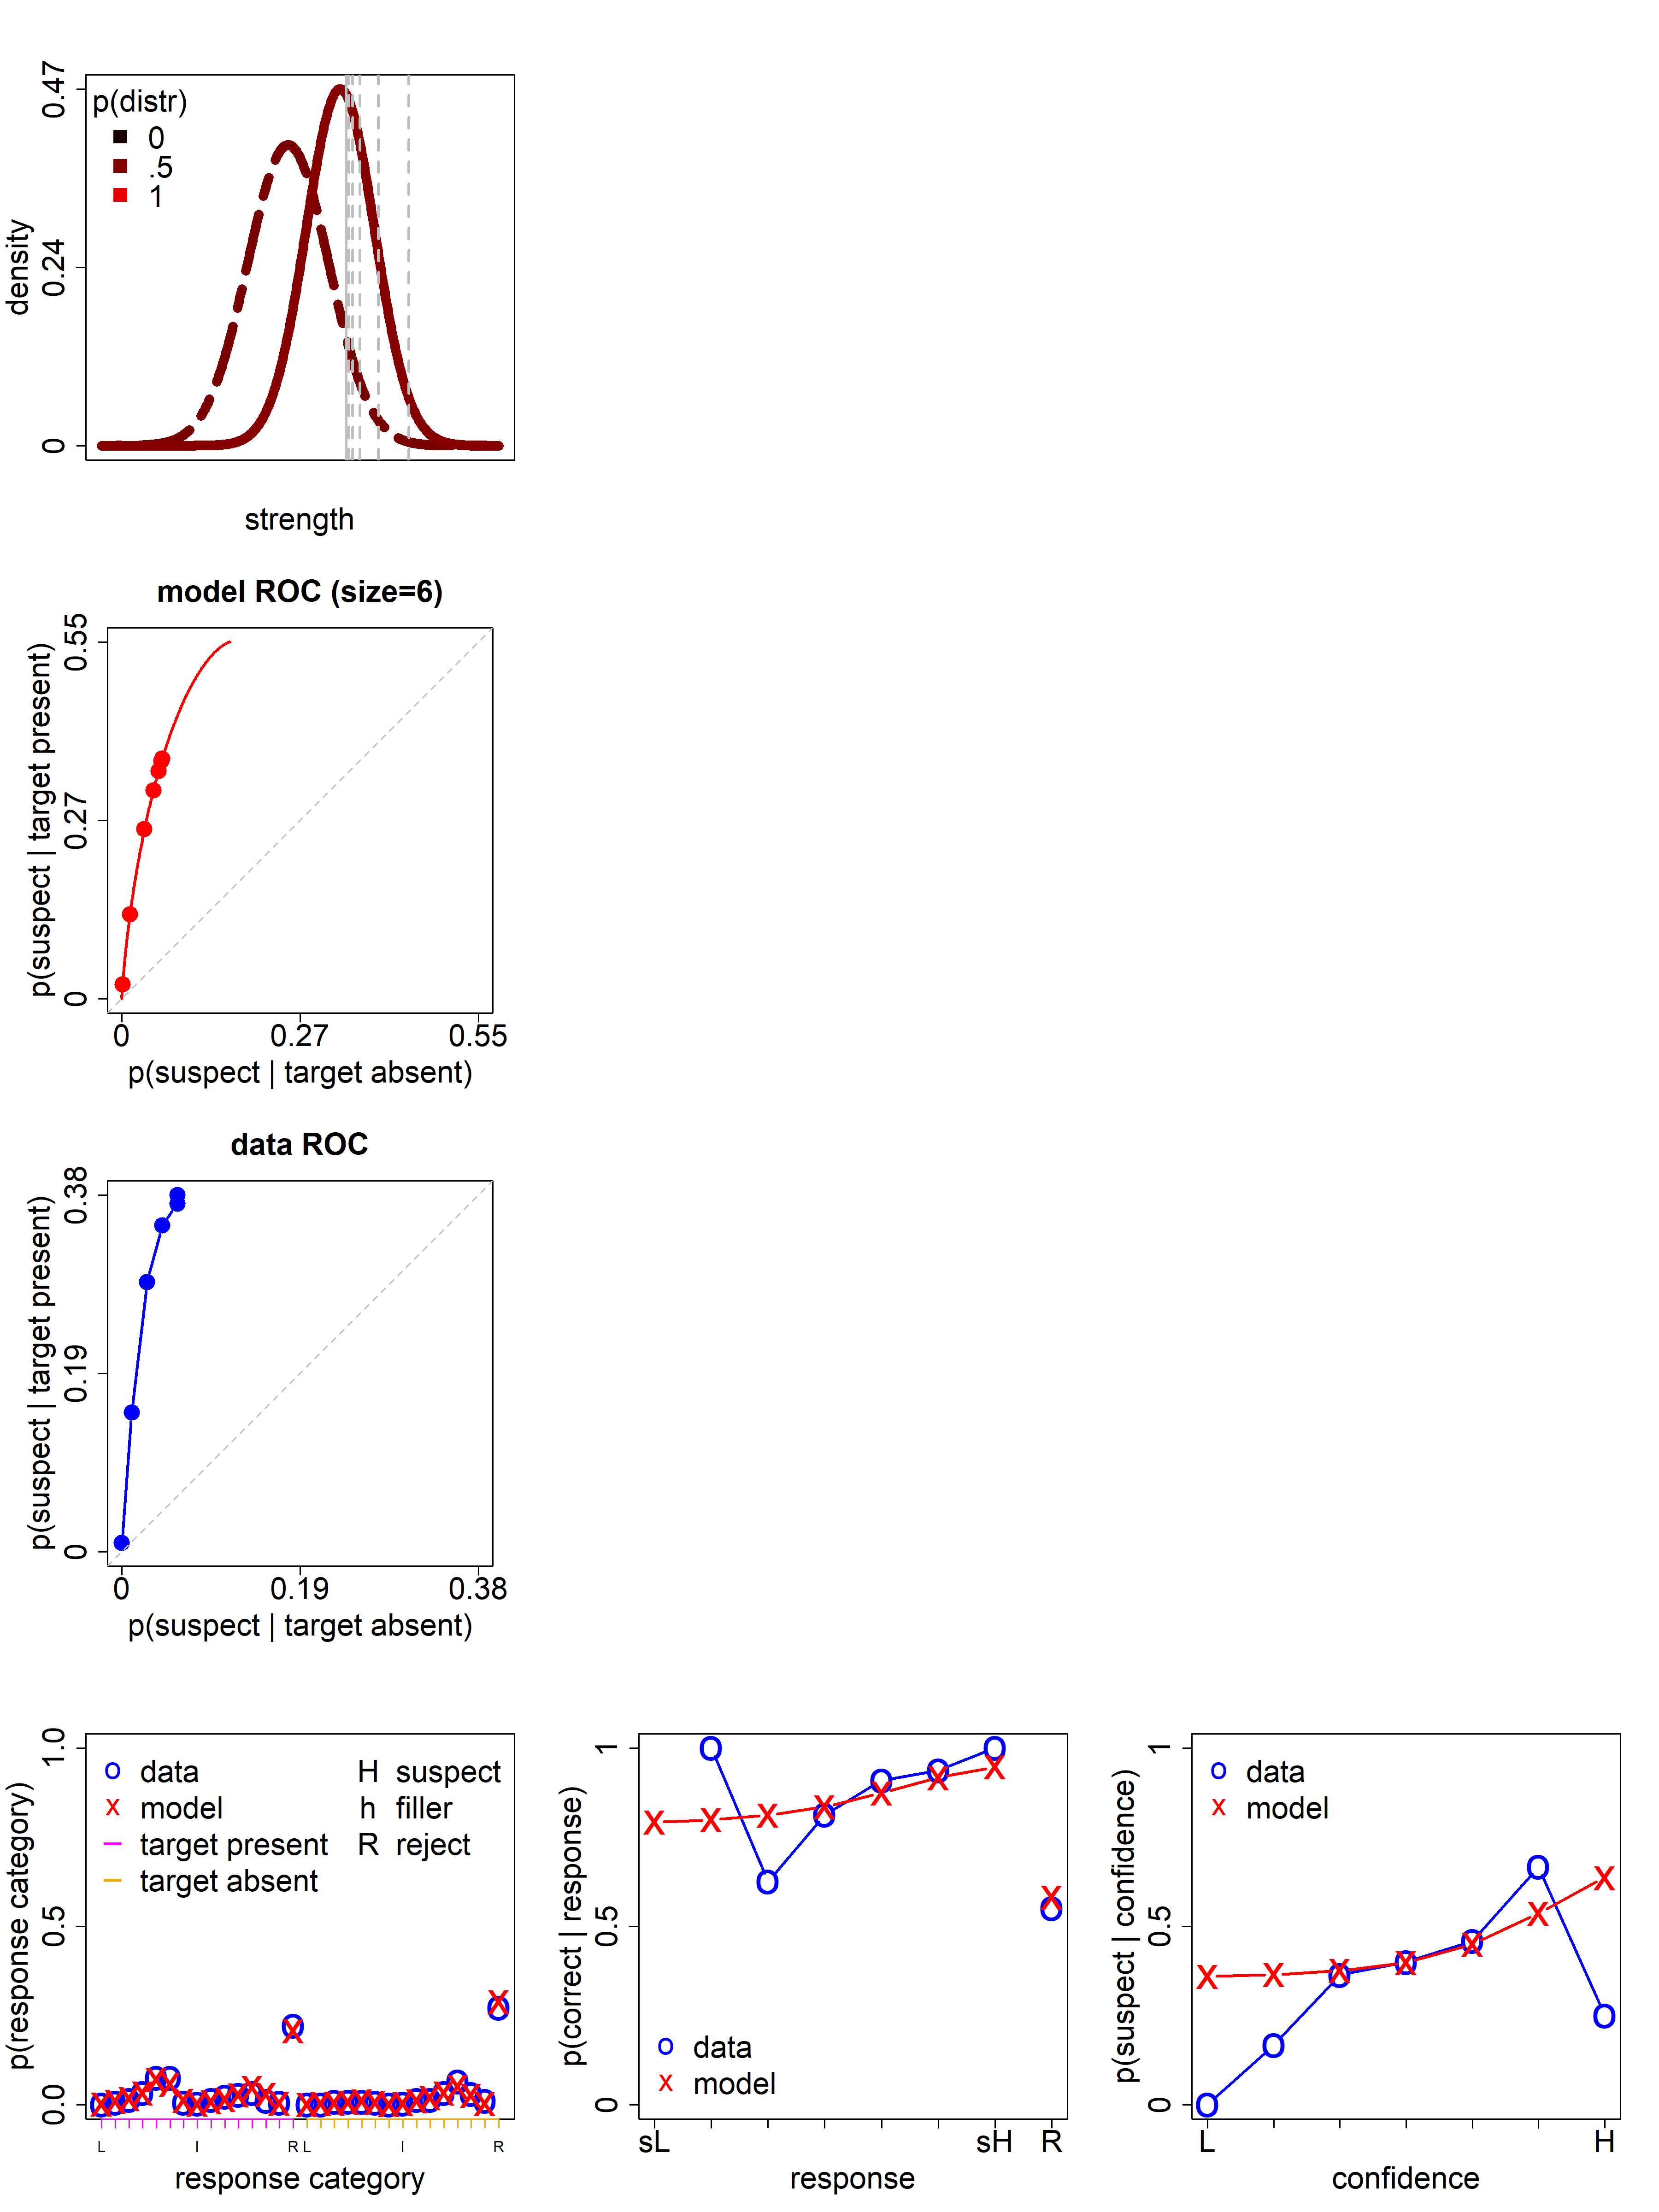 p(distr)
0
.5
1
density
0
0.24
0.47
strength
model ROC (size=6)
p(suspect | target present)
0
0.27
0.55
0
0.27
0.55
p(suspect | target absent)
data ROC
p(suspect | target present)
0
0.19
0.38
0
0.19
0.38
p(suspect | target absent)
p(response category)
0.0
0.5
1.0
o data
x model
target present
target absent
H suspect
h filler
R reject
L l R L l R
response category
p(correct | response)
0
0.5
1
o data
x model
sL sH R
response
p(suspect | confidence)
0
0.5
1
o data
x model
L H
confidence